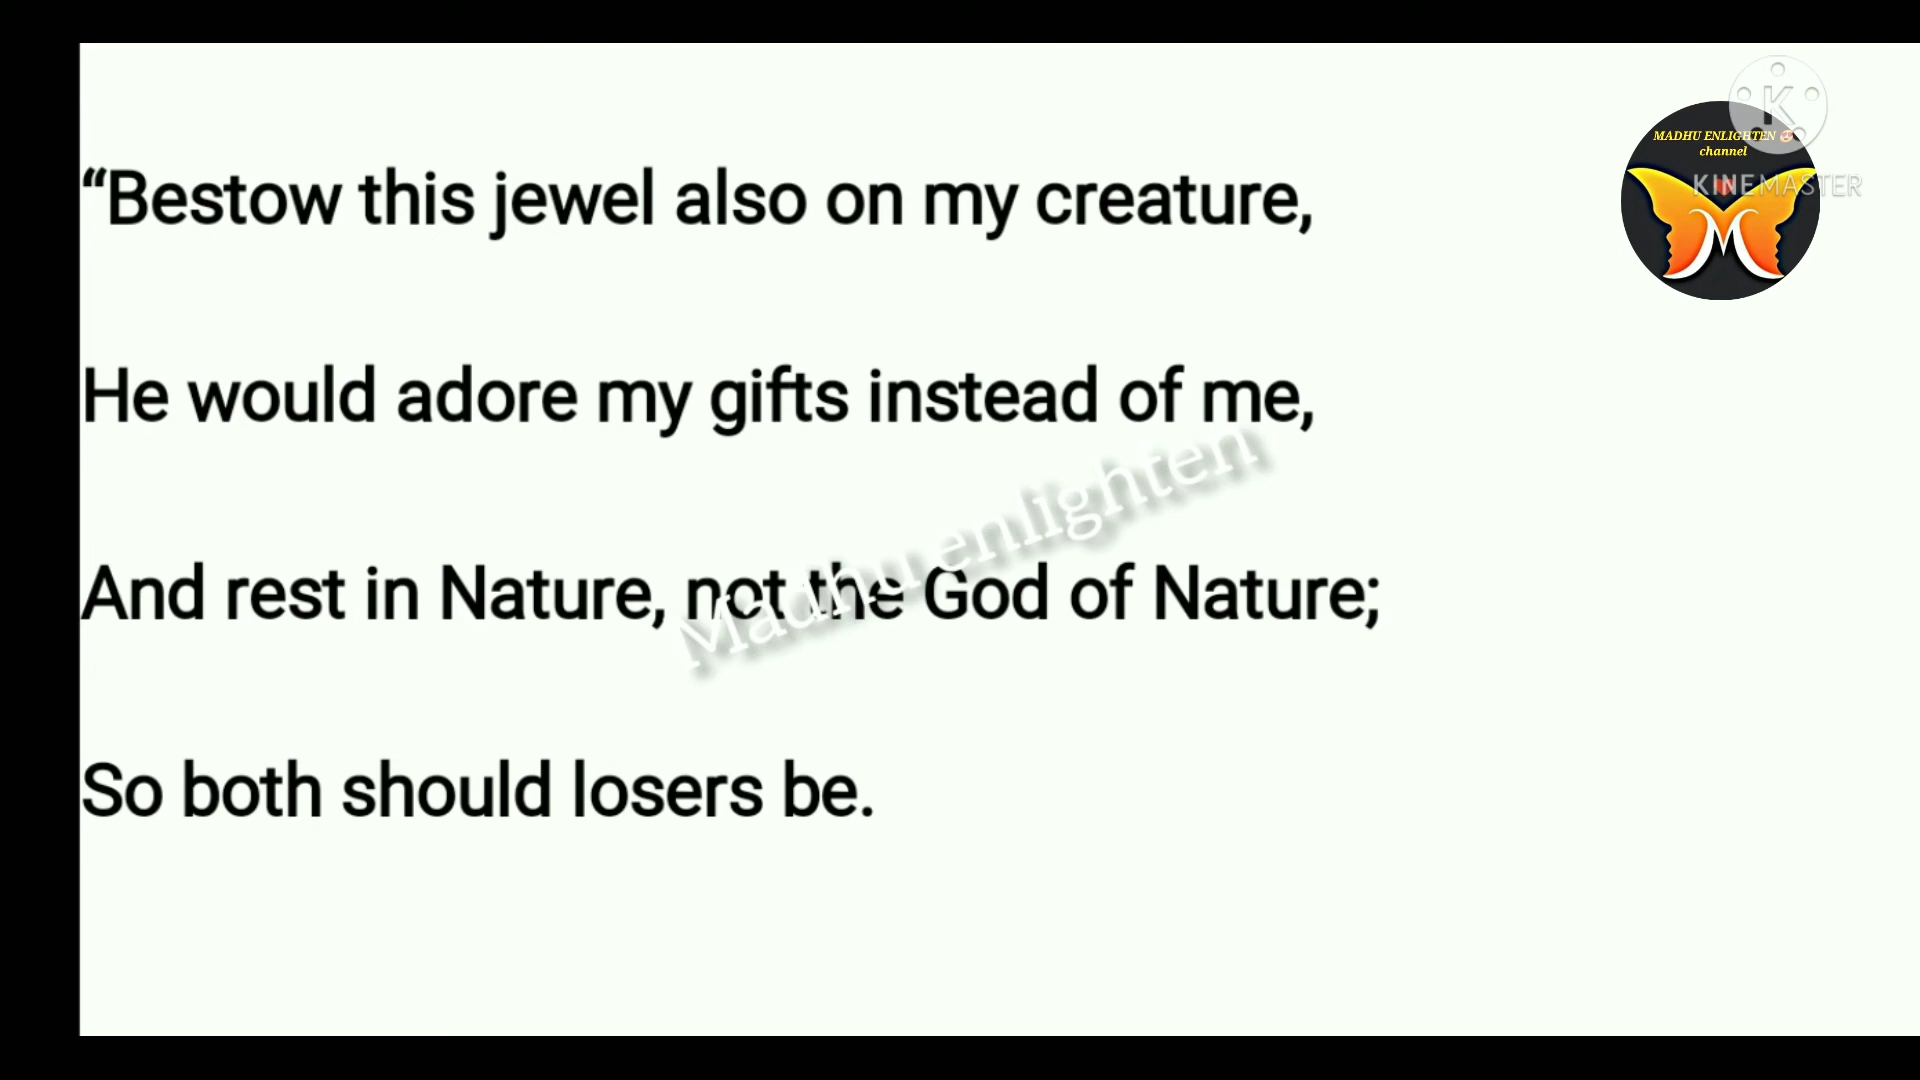 MADHU ENLIGHTEN
channel
KINEMASTER
“Bestow this jewel also on my creature,
He would adore my gifts instead of me,
And rest in Nature, not the God of Nature;
So both should losers be.
Madhu enlighten